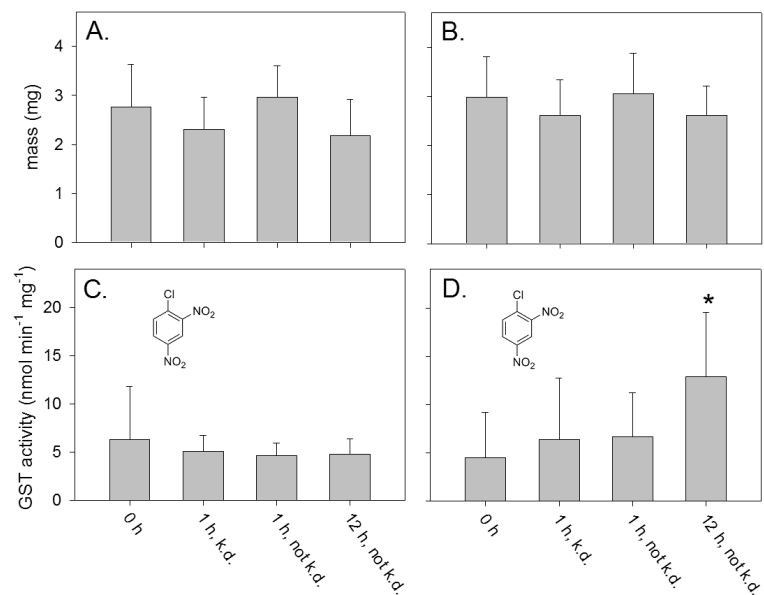 A.
B.
4
3
2
1
0
mass (mg)
C.
Cl
NO₂
NO₂
D.
Cl
NO₂
NO₂
*
20
15
10
5
0
GST activity (nmol min⁻¹ mg⁻¹)
0 h
1 h, k.d.
1 h, not k.d.
12 h, not k.d.
0 h
1 h, k.d.
1 h, not k.d.
12 h, not k.d.